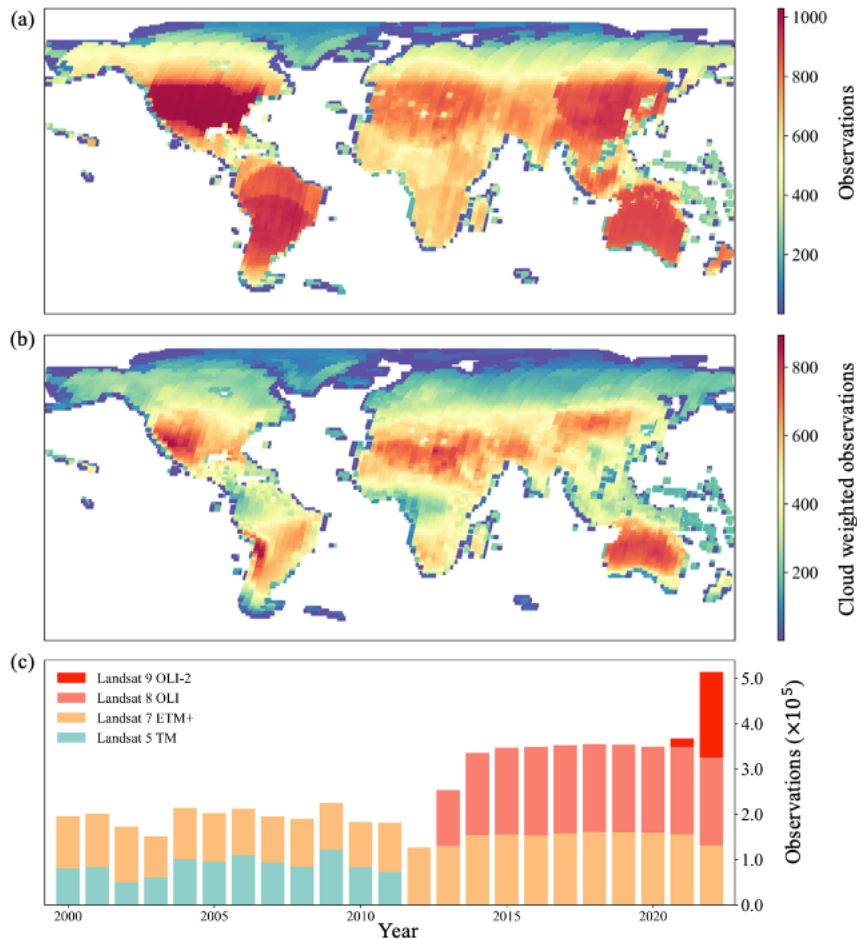 (a)
1000
800
600
400
200
Observations
(b)
800
600
400
200
Cloud weighted observations
(c)
Landsat 9 OLI-2
Landsat 8 OLI
Landsat 7 ETM+
Landsat 5 TM
5.0
4.0
3.0
2.0
1.0
0.0
Observations (×10⁵)
2000 2005 2010 2015 2020
Year